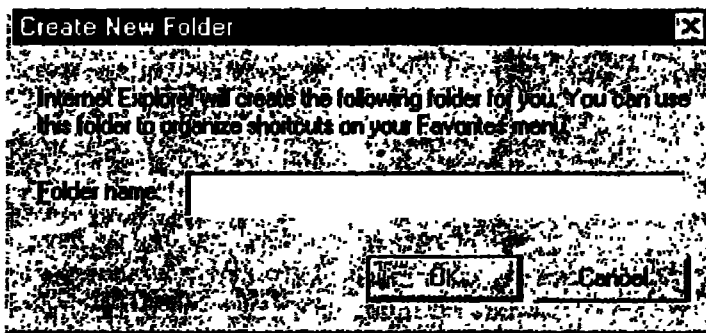 Create New Folder
Internet Explorer will create the following folder for you. You can use
this folder to organize shortcuts on your Favorites menu.
Folder name:
OK
Cancel